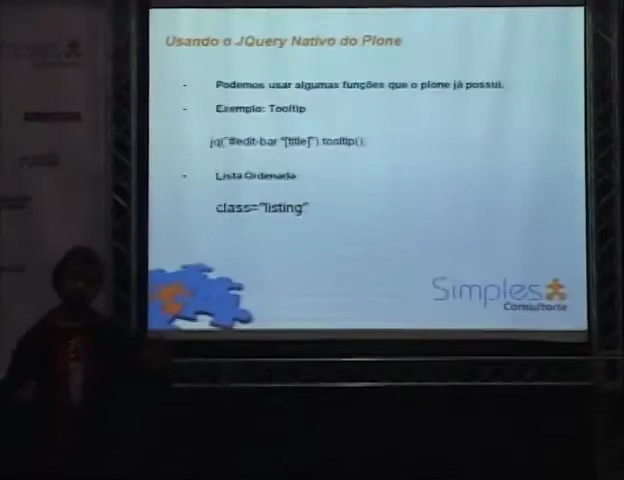 Usando o JQuery Nativo do Plone
- Podemos usar algumas funções que o plone já possui.
- Exemplo: Tooltip
jq("#edit-bar *[title]").tooltip();
- Lista Ordenada
class="listing"
Simples
Consultoria